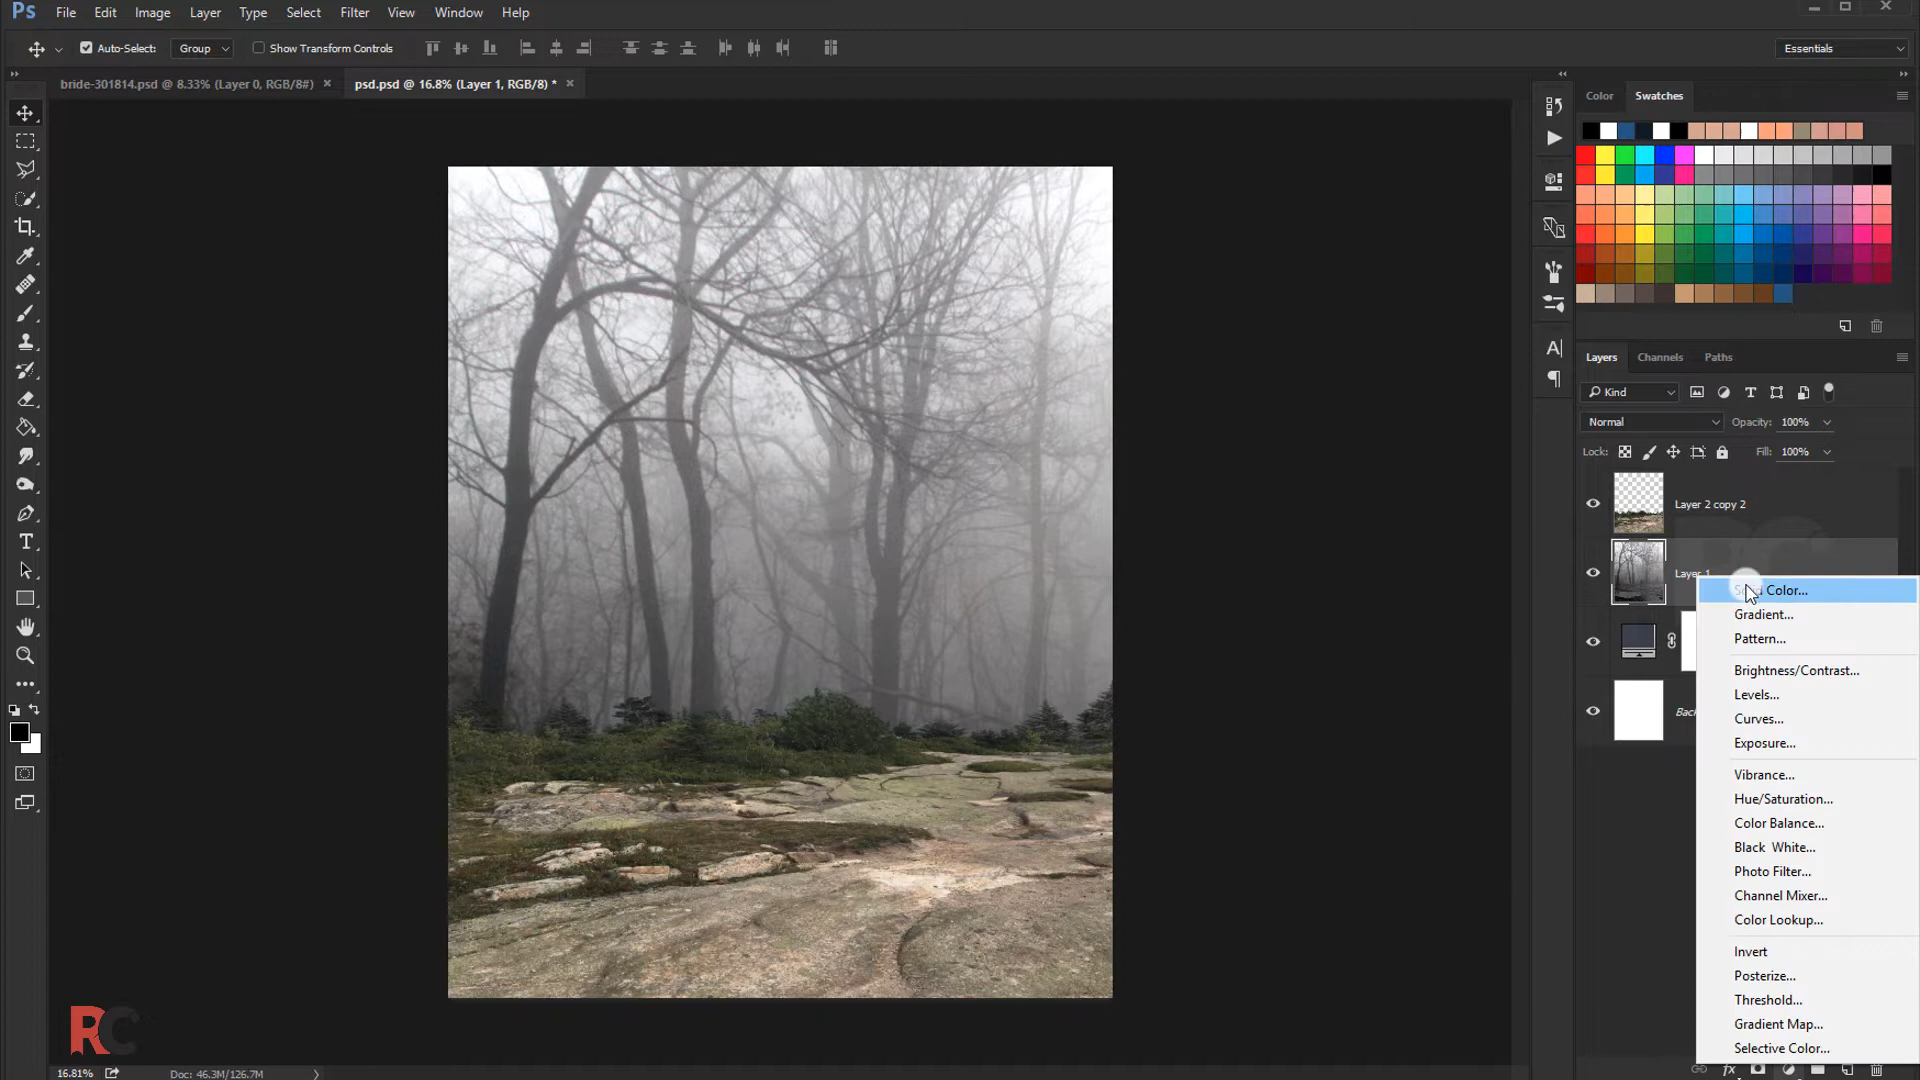 Ps File Edit Image Layer Type Select Filter View Window Help
Auto-Select: Group Show Transform Controls Essentials
bride-301814.psd @ 8.33% (Layer 0, RGB/8#) × psd.psd @ 16.8% (Layer 1, RGB/8) * ×
Color Swatches
Layers Channels Paths
Kind
Normal Opacity: 100%
Lock: Fill: 100%
Layer 2 copy 2
Layer 1
Solid Color...
Gradient...
Pattern...
Brightness/Contrast...
Levels...
Back
Curves...
Exposure...
Vibrance...
Hue/Saturation...
Color Balance...
Black White...
Photo Filter...
Channel Mixer...
Color Lookup...
Invert
Posterize...
Threshold...
Gradient Map...
Selective Color...
RC
16.81% Doc: 46.3M/126.7M
fx